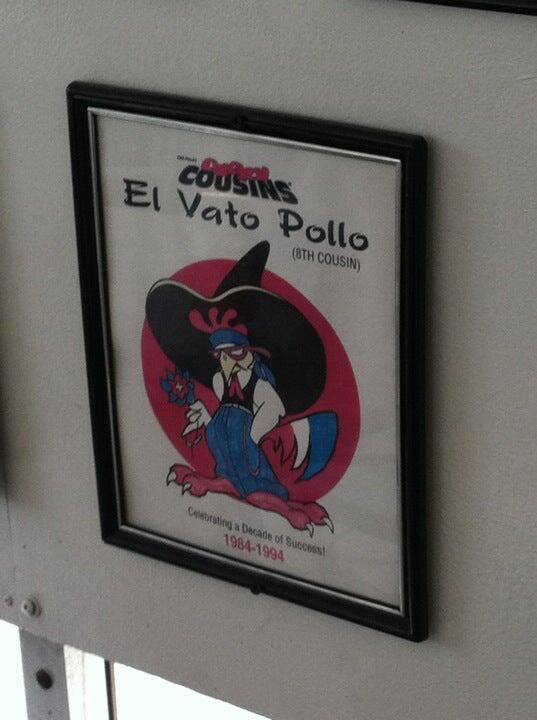 COUSINS
El Vato Pollo
(8TH COUSIN)
Celebrating a Decade of Success!
1984-1994